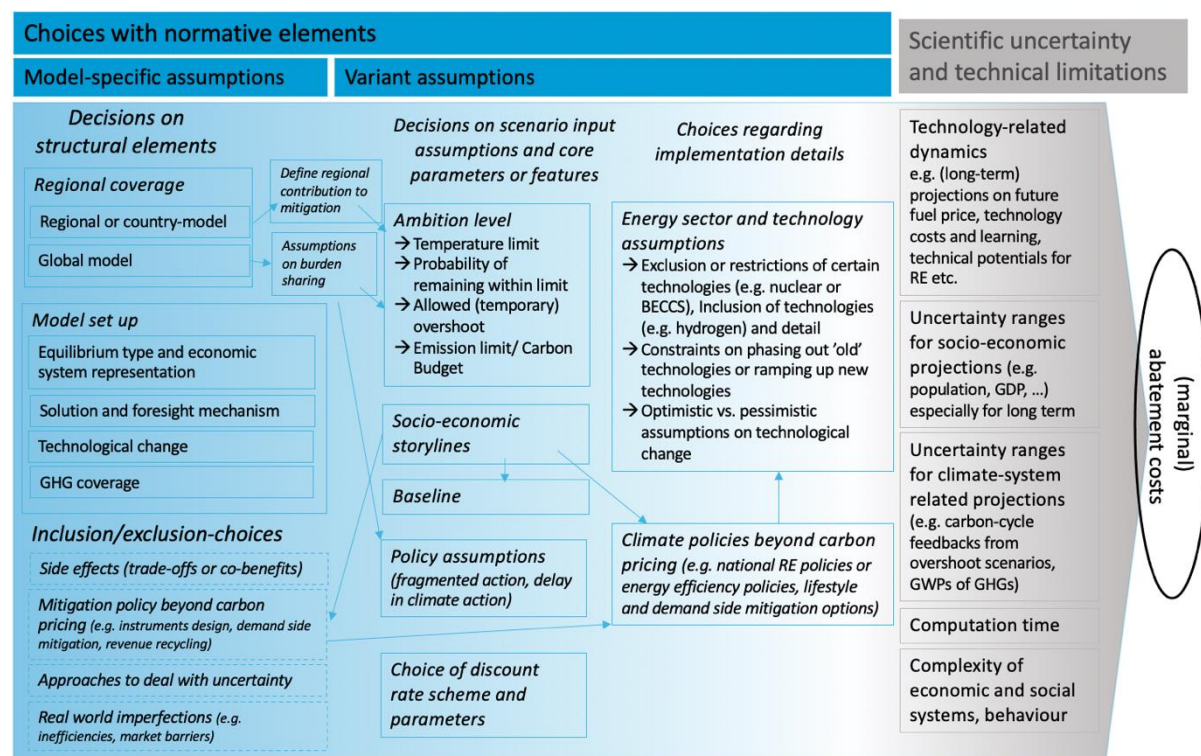 Choices with normative elements
Scientific uncertainty
and technical limitations
Model-specific assumptions
Variant assumptions
Decisions on
structural elements
Regional coverage
Regional or country-model
Global model
Define regional
contribution to
mitigation
Assumptions
on burden
sharing
Model set up
Equilibrium type and economic
system representation
Solution and foresight mechanism
Technological change
GHG coverage
Inclusion/exclusion-choices
Side effects (trade-offs or co-benefits)
Mitigation policy beyond carbon
pricing (e.g. instruments design, demand side
mitigation, revenue recycling)
Approaches to deal with uncertainty
Real world imperfections (e.g.
inefficiencies, market barriers)
Decisions on scenario input
assumptions and core
parameters or features
Ambition level
→ Temperature limit
→ Probability of
remaining within limit
→ Allowed (temporary)
overshoot
→ Emission limit/ Carbon
Budget
Socio-economic
storylines
Baseline
Policy assumptions
(fragmented action, delay
in climate action)
Choice of discount
rate scheme and
parameters
Choices regarding
implementation details
Energy sector and technology
assumptions
→ Exclusion or restrictions of certain
technologies (e.g. nuclear or
BECCS), Inclusion of technologies
(e.g. hydrogen) and detail
→ Constraints on phasing out ’old’
technologies or ramping up new
technologies
→ Optimistic vs. pessimistic
assumptions on technological
change
Climate policies beyond carbon
pricing (e.g. national RE policies or
energy efficiency policies, lifestyle
and demand side mitigation options)
Technology-related
dynamics
e.g. (long-term)
projections on future
fuel price, technology
costs and learning,
technical potentials for
RE etc.
Uncertainty ranges
for socio-economic
projections (e.g.
population, GDP, ...)
especially for long term
Uncertainty ranges
for climate-system
related projections
(e.g. carbon-cycle
feedbacks from
overshoot scenarios,
GWPs of GHGs)
Computation time
Complexity of
economic and social
systems, behaviour
(marginal)
abatement costs